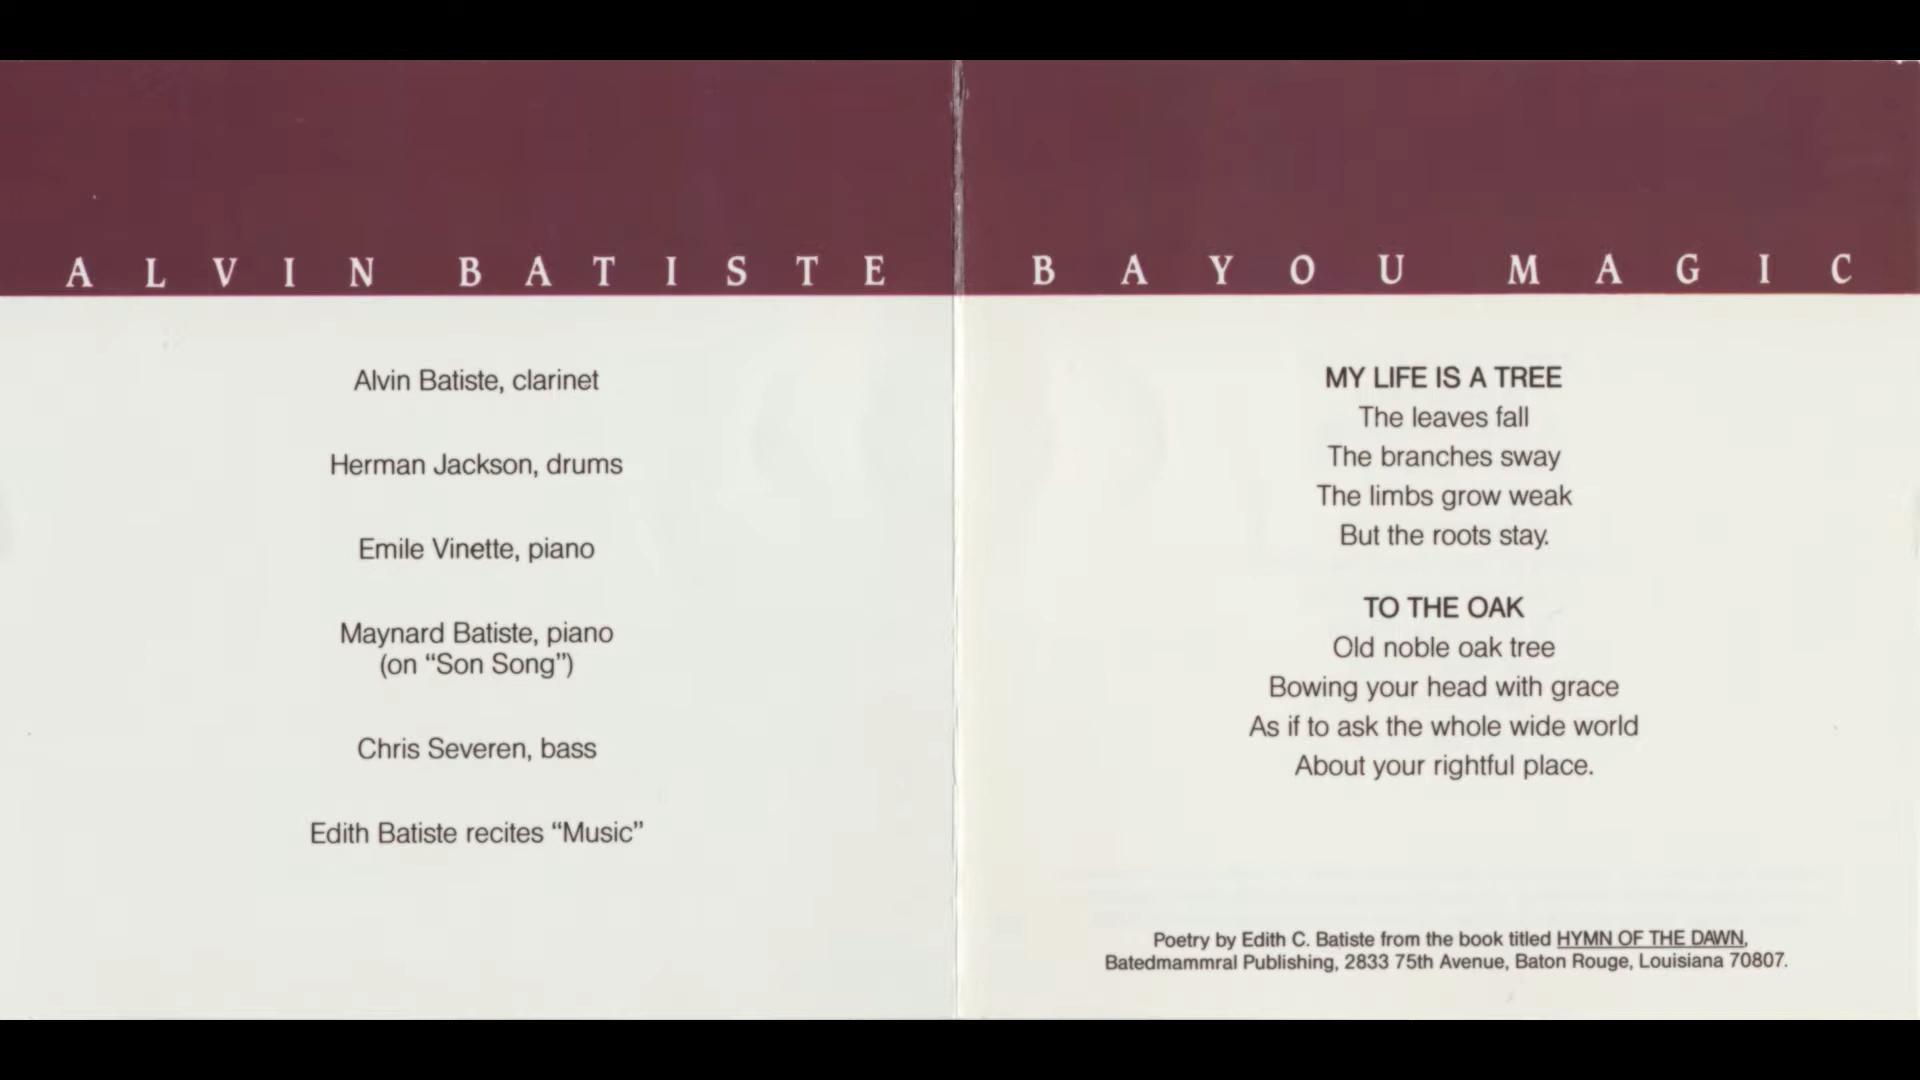 ALVIN BATISTE
Alvin Batiste, clarinet
Herman Jackson, drums
Emile Vinette, piano
Maynard Batiste, piano
(on “Son Song”)
Chris Severen, bass
Edith Batiste recites “Music”
BAYOU MAGIC
MY LIFE IS A TREE
The leaves fall
The branches sway
The limbs grow weak
But the roots stay.
TO THE OAK
Old noble oak tree
Bowing your head with grace
As if to ask the whole wide world
About your rightful place.
Poetry by Edith C. Batiste from the book titled HYMN OF THE DAWN,
Batedmammral Publishing, 2833 75th Avenue, Baton Rouge, Louisiana 70807.